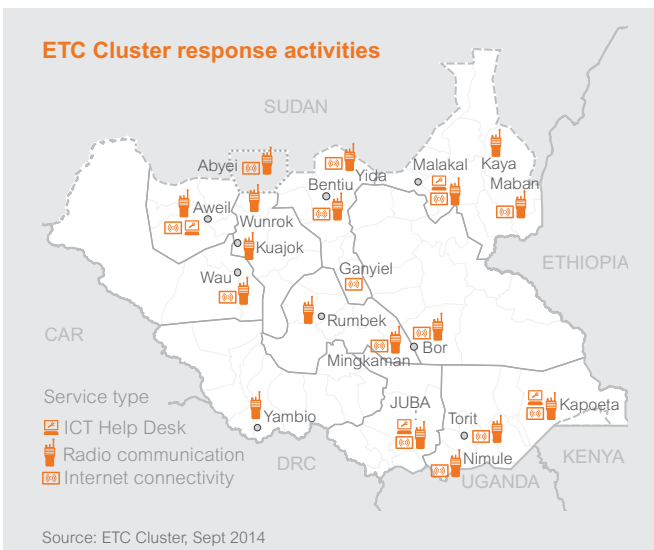 ETC Cluster response activities
SUDAN
Abyei
Yida
Malakal
Kaya
Bentiu
Maban
Aweil
Wunrok
Kuajok
ETHIOPIA
Wau
Ganyiel
Rumbek
CAR
Bor
Mingkaman
Service type
JUBA
Kapoeta
Yambio
Torit
ICT Help Desk
Radio communication
DRC
Nimule
KENYA
Internet connectivity
UGANDA
Source: ETC Cluster, Sept 2014